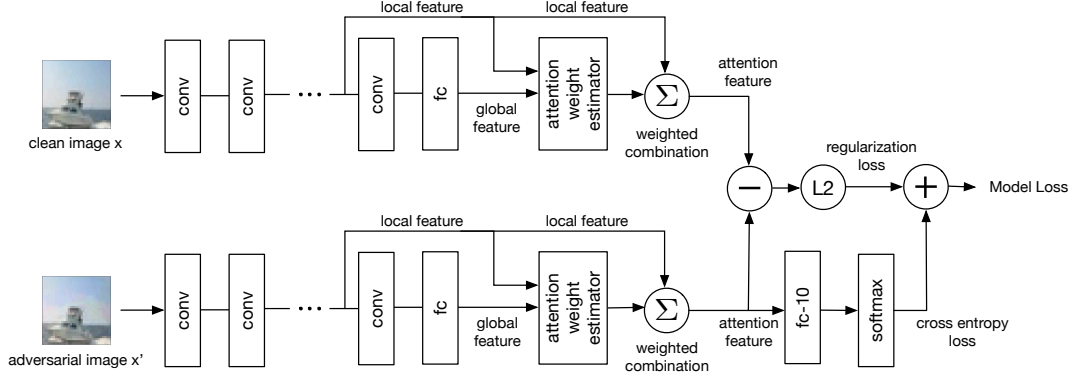 local feature
local feature
conv
conv
...
conv
fc
global
feature
attention
weight
estimator
Σ
weighted
combination
attention
feature
clean image x
regularization
loss
−
L2
+
Model Loss
local feature
local feature
conv
conv
...
conv
fc
global
feature
attention
weight
estimator
Σ
weighted
combination
attention
feature
fc-10
softmax
cross entropy
loss
adversarial image x'